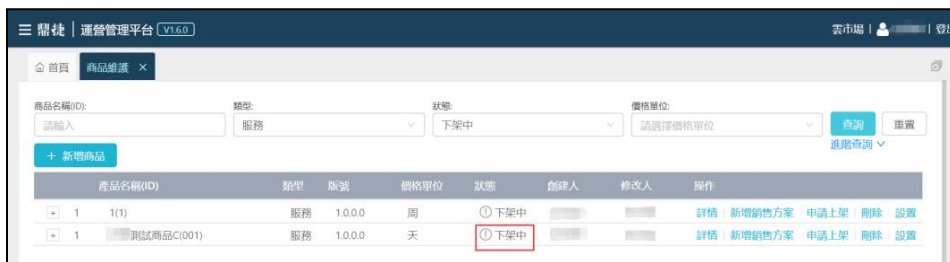 鼎捷 | 運營管理平台 V1.6.0 雲市場 |
首頁 商品維護 ×
商品名稱(ID): 類型: 狀態: 價格單位:
請輸入 服務 下架中 請選擇價格單位 查詢 重置
進階查詢
+ 新增商品
產品名稱(ID) 類型 版號 價格單位 狀態 創建人 修改人 操作
+ 1 1(1) 服務 1.0.0.0 周 下架中 詳情 新增銷售方案 申請上架 刪除 設置
+ 1 測試商品C(001) 服務 1.0.0.0 天 下架中 詳情 新增銷售方案 申請上架 刪除 設置